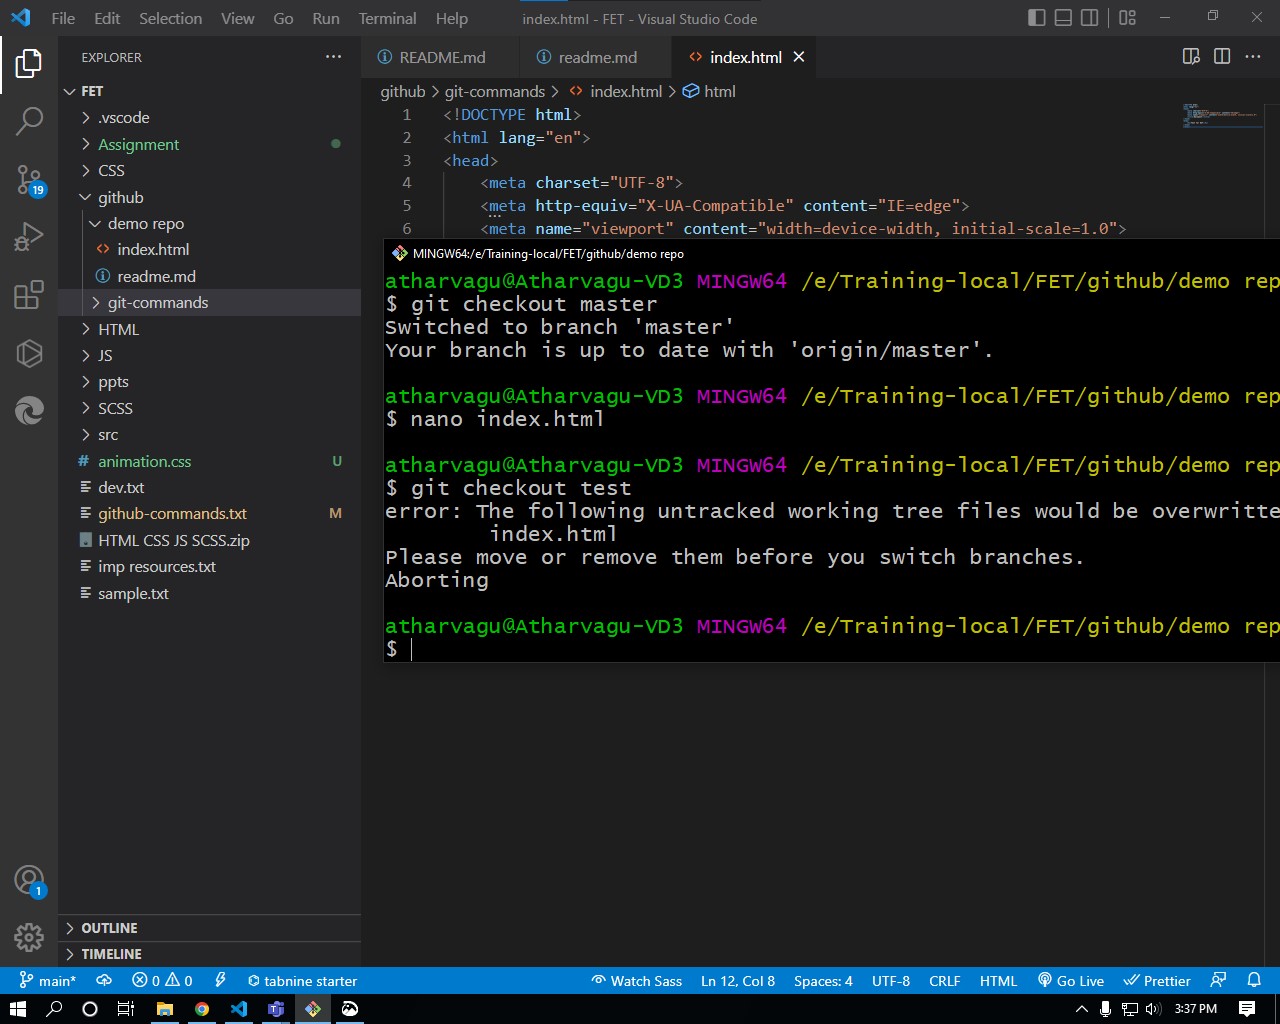 File Edit Selection View Go Run Terminal Help
index.html - FET - Visual Studio Code
EXPLORER
README.md
readme.md
index.html
github > git-commands > index.html > html
FET
.vscode
Assignment
CSS
19
github
demo repo
index.html
readme.md
git-commands
HTML
JS
ppts
SCSS
src
animation.css U
dev.txt
github-commands.txt M
HTML CSS JS SCSS.zip
imp resources.txt
sample.txt
1 <!DOCTYPE html>
2 <html lang="en">
3 <head>
4 <meta charset="UTF-8">
5 <meta http-equiv="X-UA-Compatible" content="IE=edge">
6 <meta name="viewport" content="width=device-width, initial-scale=1.0">
MINGW64:/e/Training-local/FET/github/demo repo
atharvagu@Atharvagu-VD3 MINGW64 /e/Training-local/FET/github/demo rep
$ git checkout master
Switched to branch 'master'
Your branch is up to date with 'origin/master'.
atharvagu@Atharvagu-VD3 MINGW64 /e/Training-local/FET/github/demo rep
$ nano index.html
atharvagu@Atharvagu-VD3 MINGW64 /e/Training-local/FET/github/demo rep
$ git checkout test
error: The following untracked working tree files would be overwritte
index.html
Please move or remove them before you switch branches.
Aborting
atharvagu@Atharvagu-VD3 MINGW64 /e/Training-local/FET/github/demo rep
$
1
OUTLINE
TIMELINE
main* 0 0 tabnine starter Watch Sass Ln 12, Col 8 Spaces: 4 UTF-8 CRLF HTML Go Live Prettier
3:37 PM